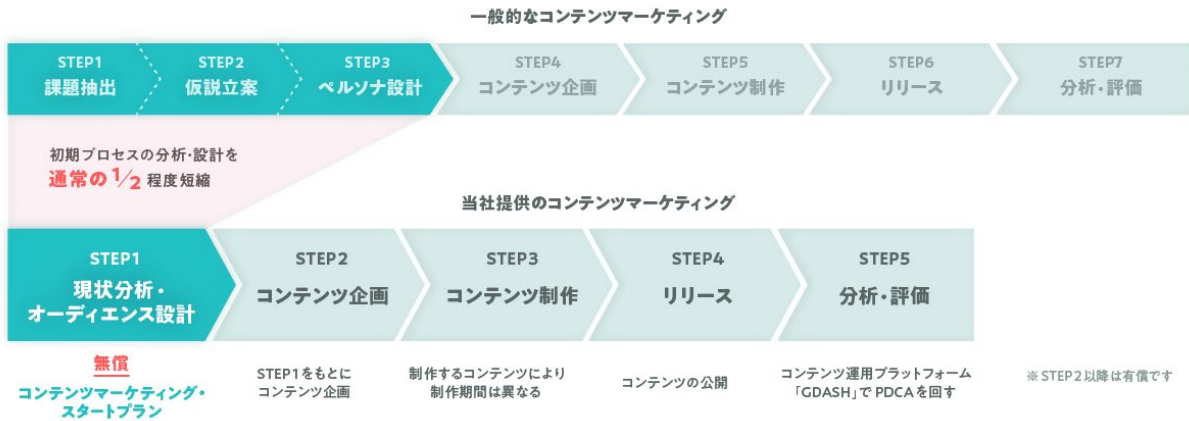 一般的なコンテンツマーケティング
STEP1
課題抽出
STEP2
仮説立案
STEP3
ペルソナ設計
STEP4
コンテンツ企画
STEP5
コンテンツ制作
STEP6
リリース
STEP7
分析・評価
初期プロセスの分析・設計を
通常の1/2程度短縮
当社提供のコンテンツマーケティング
STEP1
現状分析・
オーディエンス設計
STEP2
コンテンツ企画
STEP3
コンテンツ制作
STEP4
リリース
STEP5
分析・評価
無償
コンテンツマーケティング・
スタートプラン
STEP1をもとに
コンテンツ企画
制作するコンテンツにより
制作期間は異なる
コンテンツの公開
コンテンツ運用プラットフォーム
「GDASH」でPDCAを回す
※STEP2以降は有償です